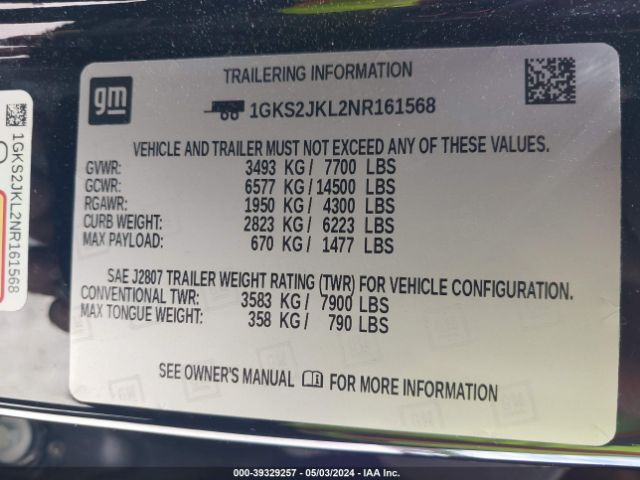 gm
TRAILERING INFORMATION
1GKS2JKL2NR161568
VEHICLE AND TRAILER MUST NOT EXCEED ANY OF THESE VALUES.
GVWR: 3493 KG / 7700 LBS
GCWR: 6577 KG / 14500 LBS
RGAWR: 1950 KG / 4300 LBS
CURB WEIGHT: 2823 KG / 6223 LBS
MAX PAYLOAD: 670 KG / 1477 LBS
SAE J2807 TRAILER WEIGHT RATING (TWR) FOR VEHICLE CONFIGURATION.
CONVENTIONAL TWR: 3583 KG / 7900 LBS
MAX TONGUE WEIGHT: 358 KG / 790 LBS
SEE OWNER'S MANUAL FOR MORE INFORMATION
1GKS2JKL2NR161568
000-39329257 - 05/03/2024 - IAA Inc.